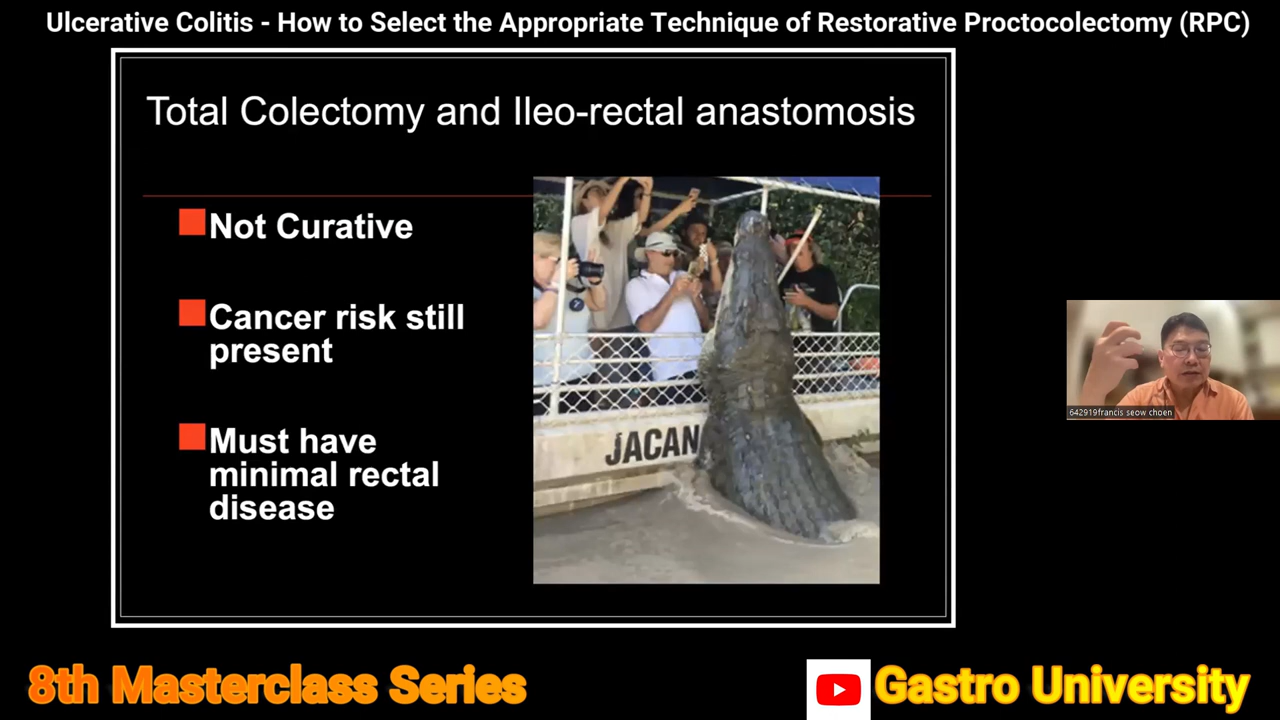 Ulcerative Colitis - How to Select the Appropriate Technique of Restorative Proctocolectomy (RPC)
Total Colectomy and Ileo-rectal anastomosis
Not Curative
Cancer risk still
present
Must have
minimal rectal
disease
JACAN
642919francis seow choen
8th Masterclass Series
Gastro University